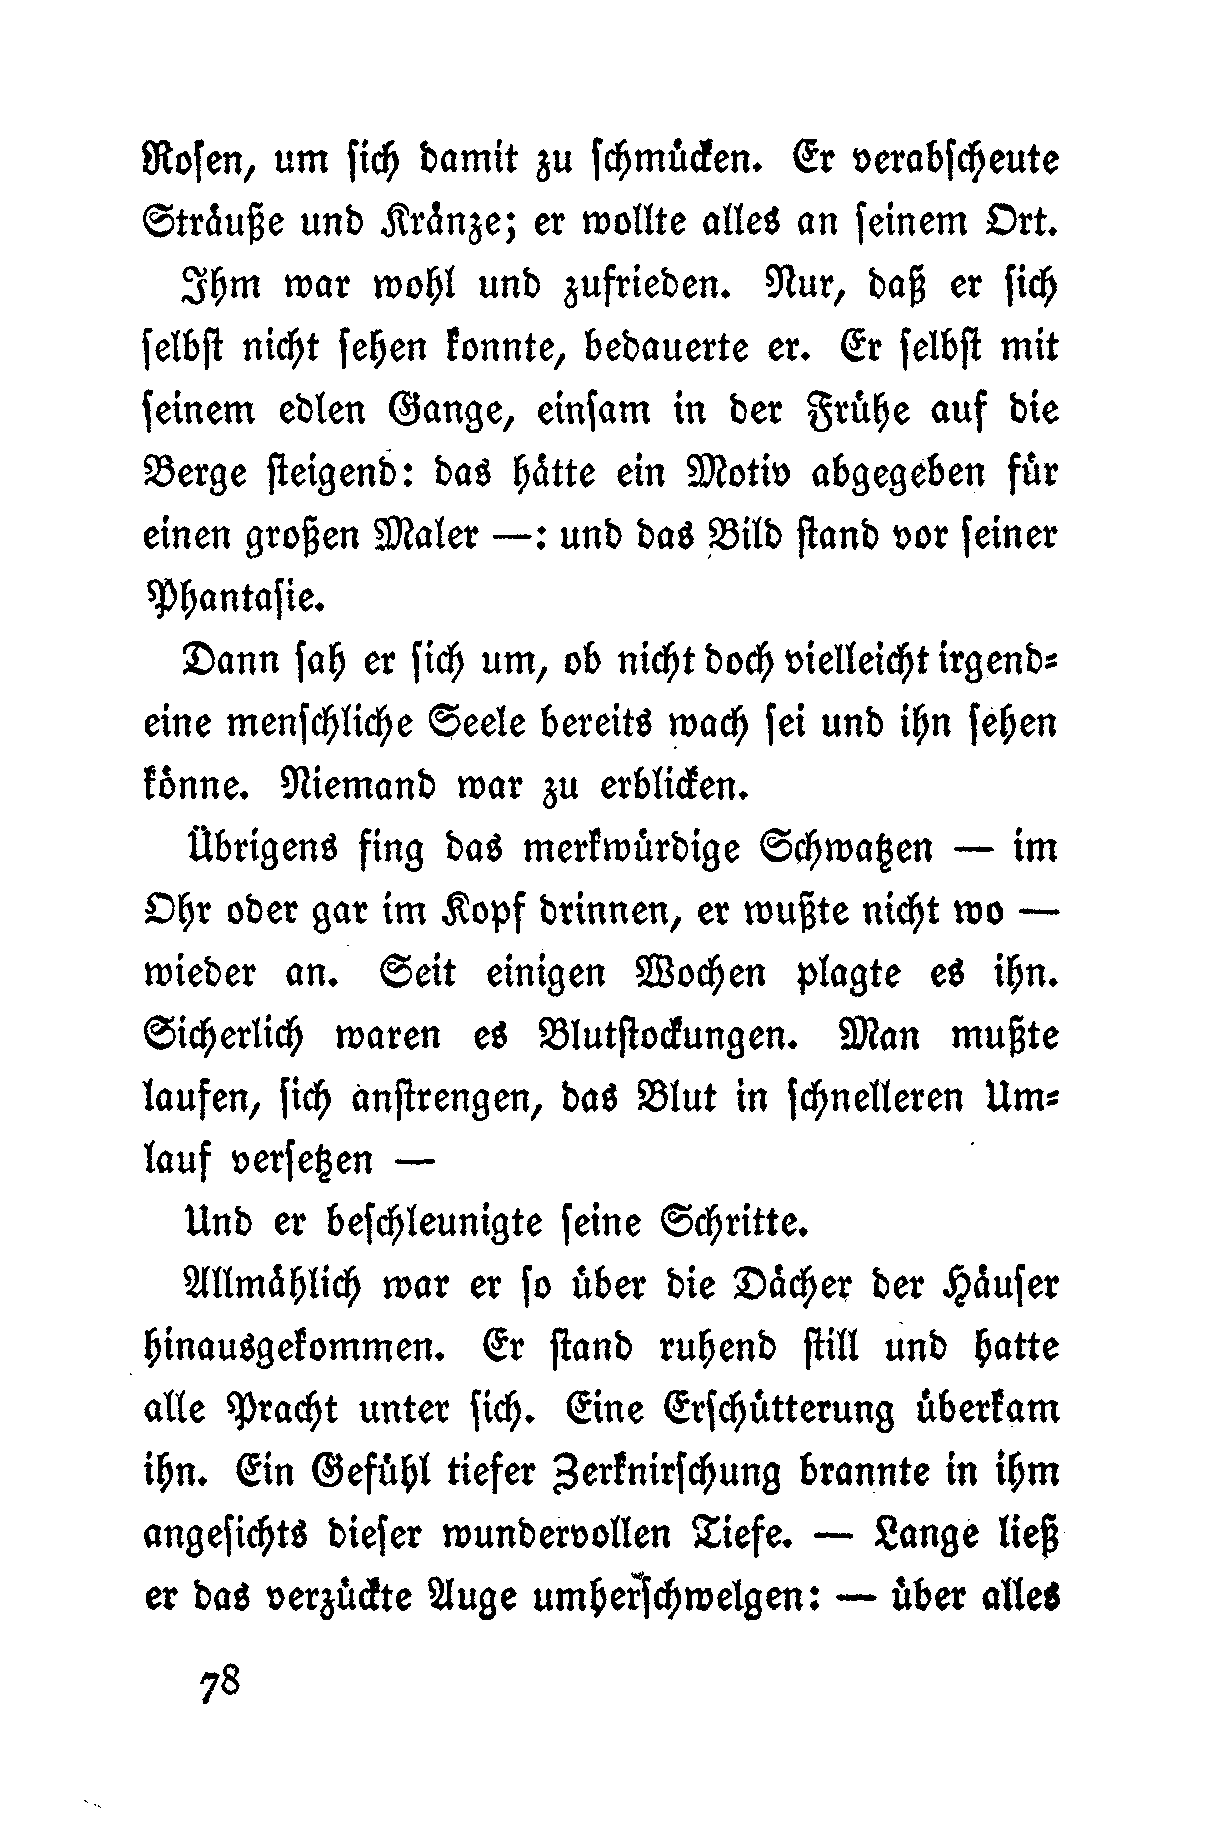 Rosen, um sich damit zu schmücken. Er verabscheute
Sträuße und Kränze; er wollte alles an seinem Ort.
Ihm war wohl und zufrieden. Nur, daß er sich
selbst nicht sehen konnte, bedauerte er. Er selbst mit
seinem edlen Gange, einsam in der Frühe auf die
Berge steigend: das hätte ein Motiv abgegeben für
einen großen Maler —: und das Bild stand vor seiner
Phantasie.
Dann sah er sich um, ob nicht doch vielleicht irgend-
eine menschliche Seele bereits wach sei und ihn sehen
könne. Niemand war zu erblicken.
Übrigens fing das merkwürdige Schwatzen — im
Ohr oder gar im Kopf drinnen, er wußte nicht wo —
wieder an. Seit einigen Wochen plagte es ihn.
Sicherlich waren es Blutstockungen. Man mußte
laufen, sich anstrengen, das Blut in schnelleren Um-
lauf versetzen —
Und er beschleunigte seine Schritte.
Allmählich war er so über die Dächer der Häuser
hinausgekommen. Er stand ruhend still und hatte
alle Pracht unter sich. Eine Erschütterung überkam
ihn. Ein Gefühl tiefer Zerknirschung brannte in ihm
angesichts dieser wundervollen Tiefe. — Lange ließ
er das verzückte Auge umherschwelgen: — über alles
78